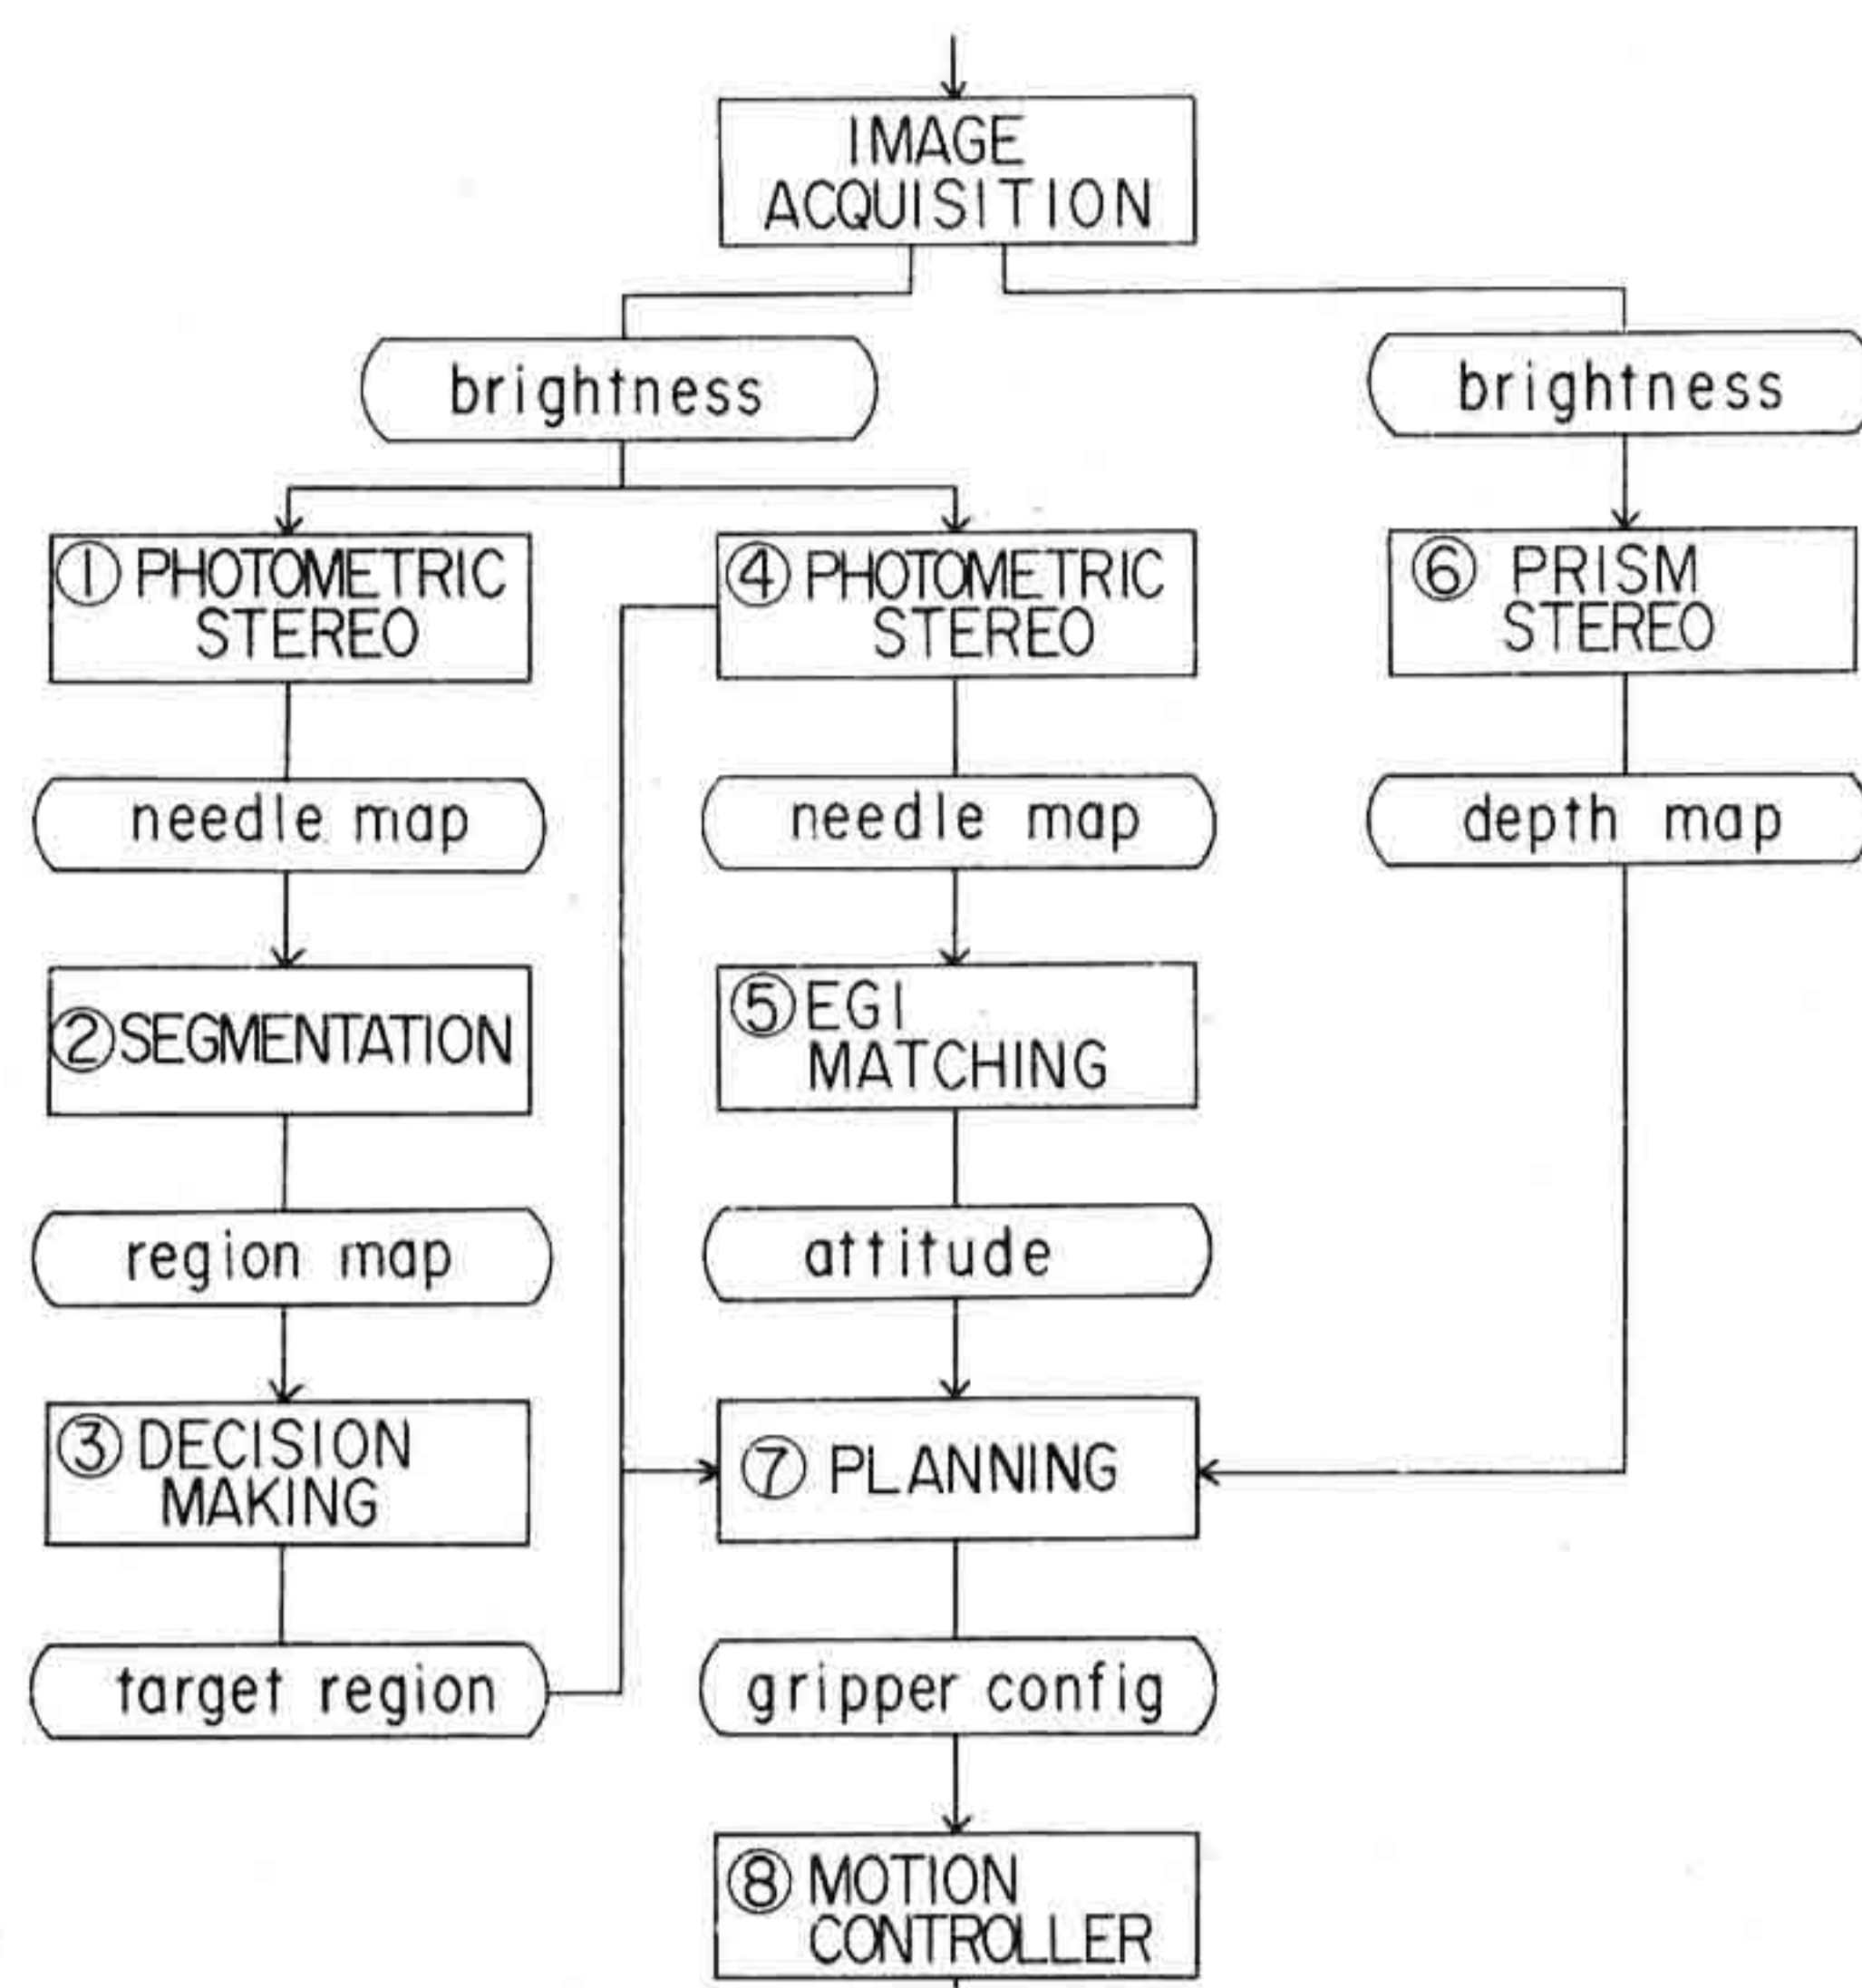 IMAGE
ACQUISITION
brightness
brightness
① PHOTOMETRIC
STEREO
④ PHOTOMETRIC
STEREO
⑥ PRISM
STEREO
needle map
needle map
depth map
② SEGMENTATION
⑤ EGI
MATCHING
region map
attitude
③ DECISION
MAKING
⑦ PLANNING
target region
gripper config
⑧ MOTION
CONTROLLER